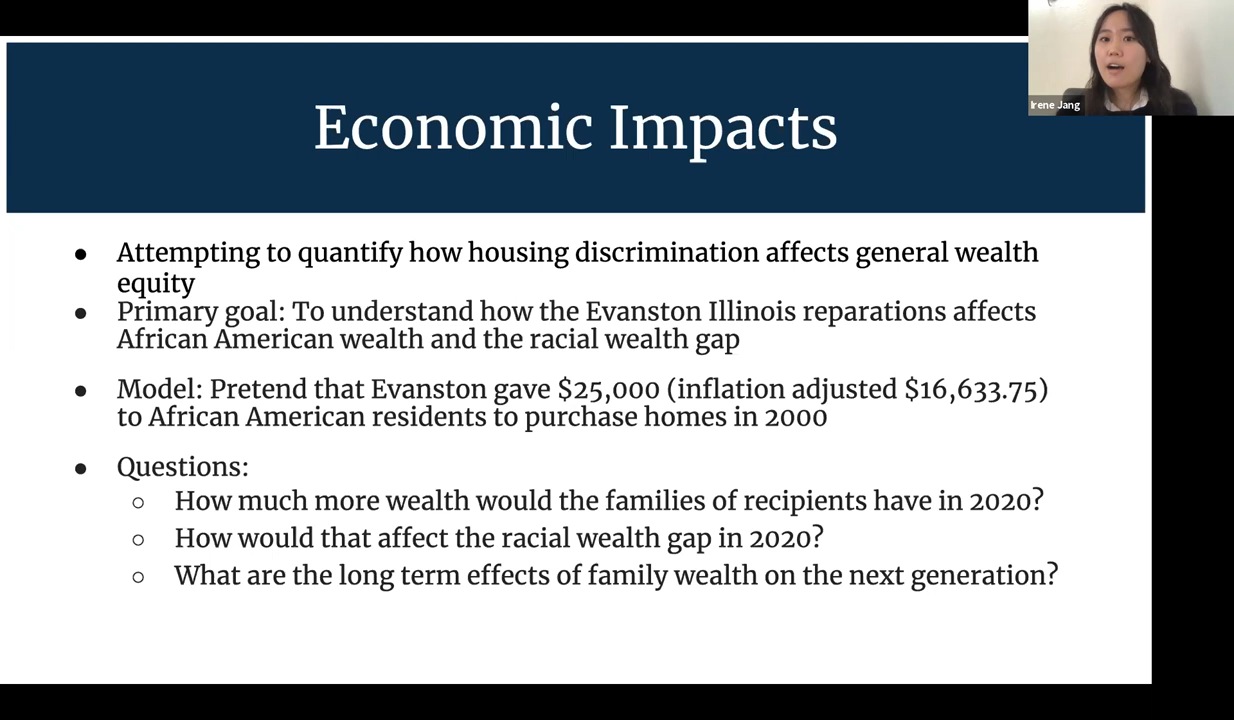 Irene Jang
Economic Impacts
● Attempting to quantify how housing discrimination affects general wealth
equity
● Primary goal: To understand how the Evanston Illinois reparations affects
African American wealth and the racial wealth gap
● Model: Pretend that Evanston gave $25,000 (inflation adjusted $16,633.75)
to African American residents to purchase homes in 2000
● Questions:
○ How much more wealth would the families of recipients have in 2020?
○ How would that affect the racial wealth gap in 2020?
○ What are the long term effects of family wealth on the next generation?